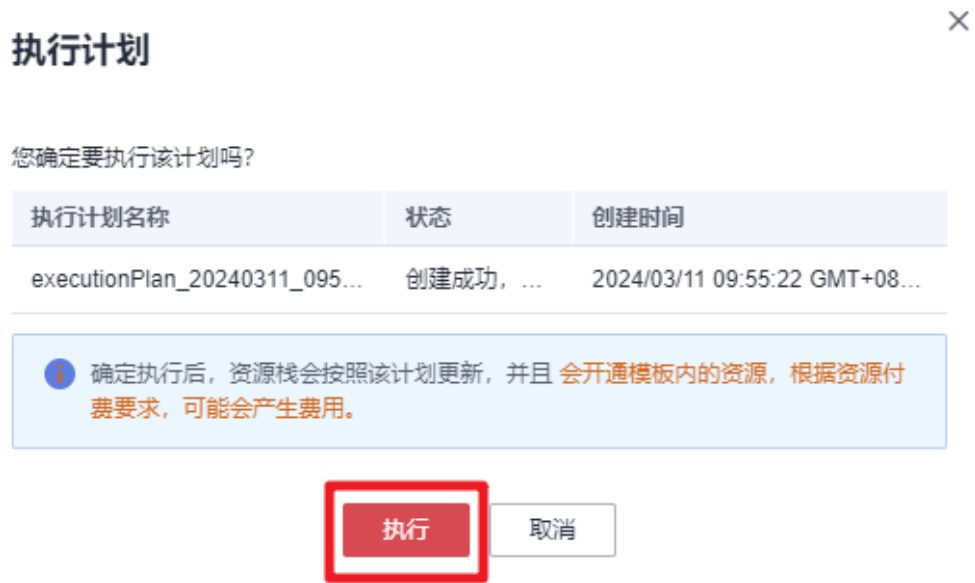 执行计划
您确定要执行该计划吗?
执行计划名称 状态 创建时间
executionPlan_20240311_095... 创建成功，... 2024/03/11 09:55:22 GMT+08...
确定执行后，资源栈会按照该计划更新，并且 会开通模板内的资源，根据资源付
费要求，可能会产生费用。
执行 取消